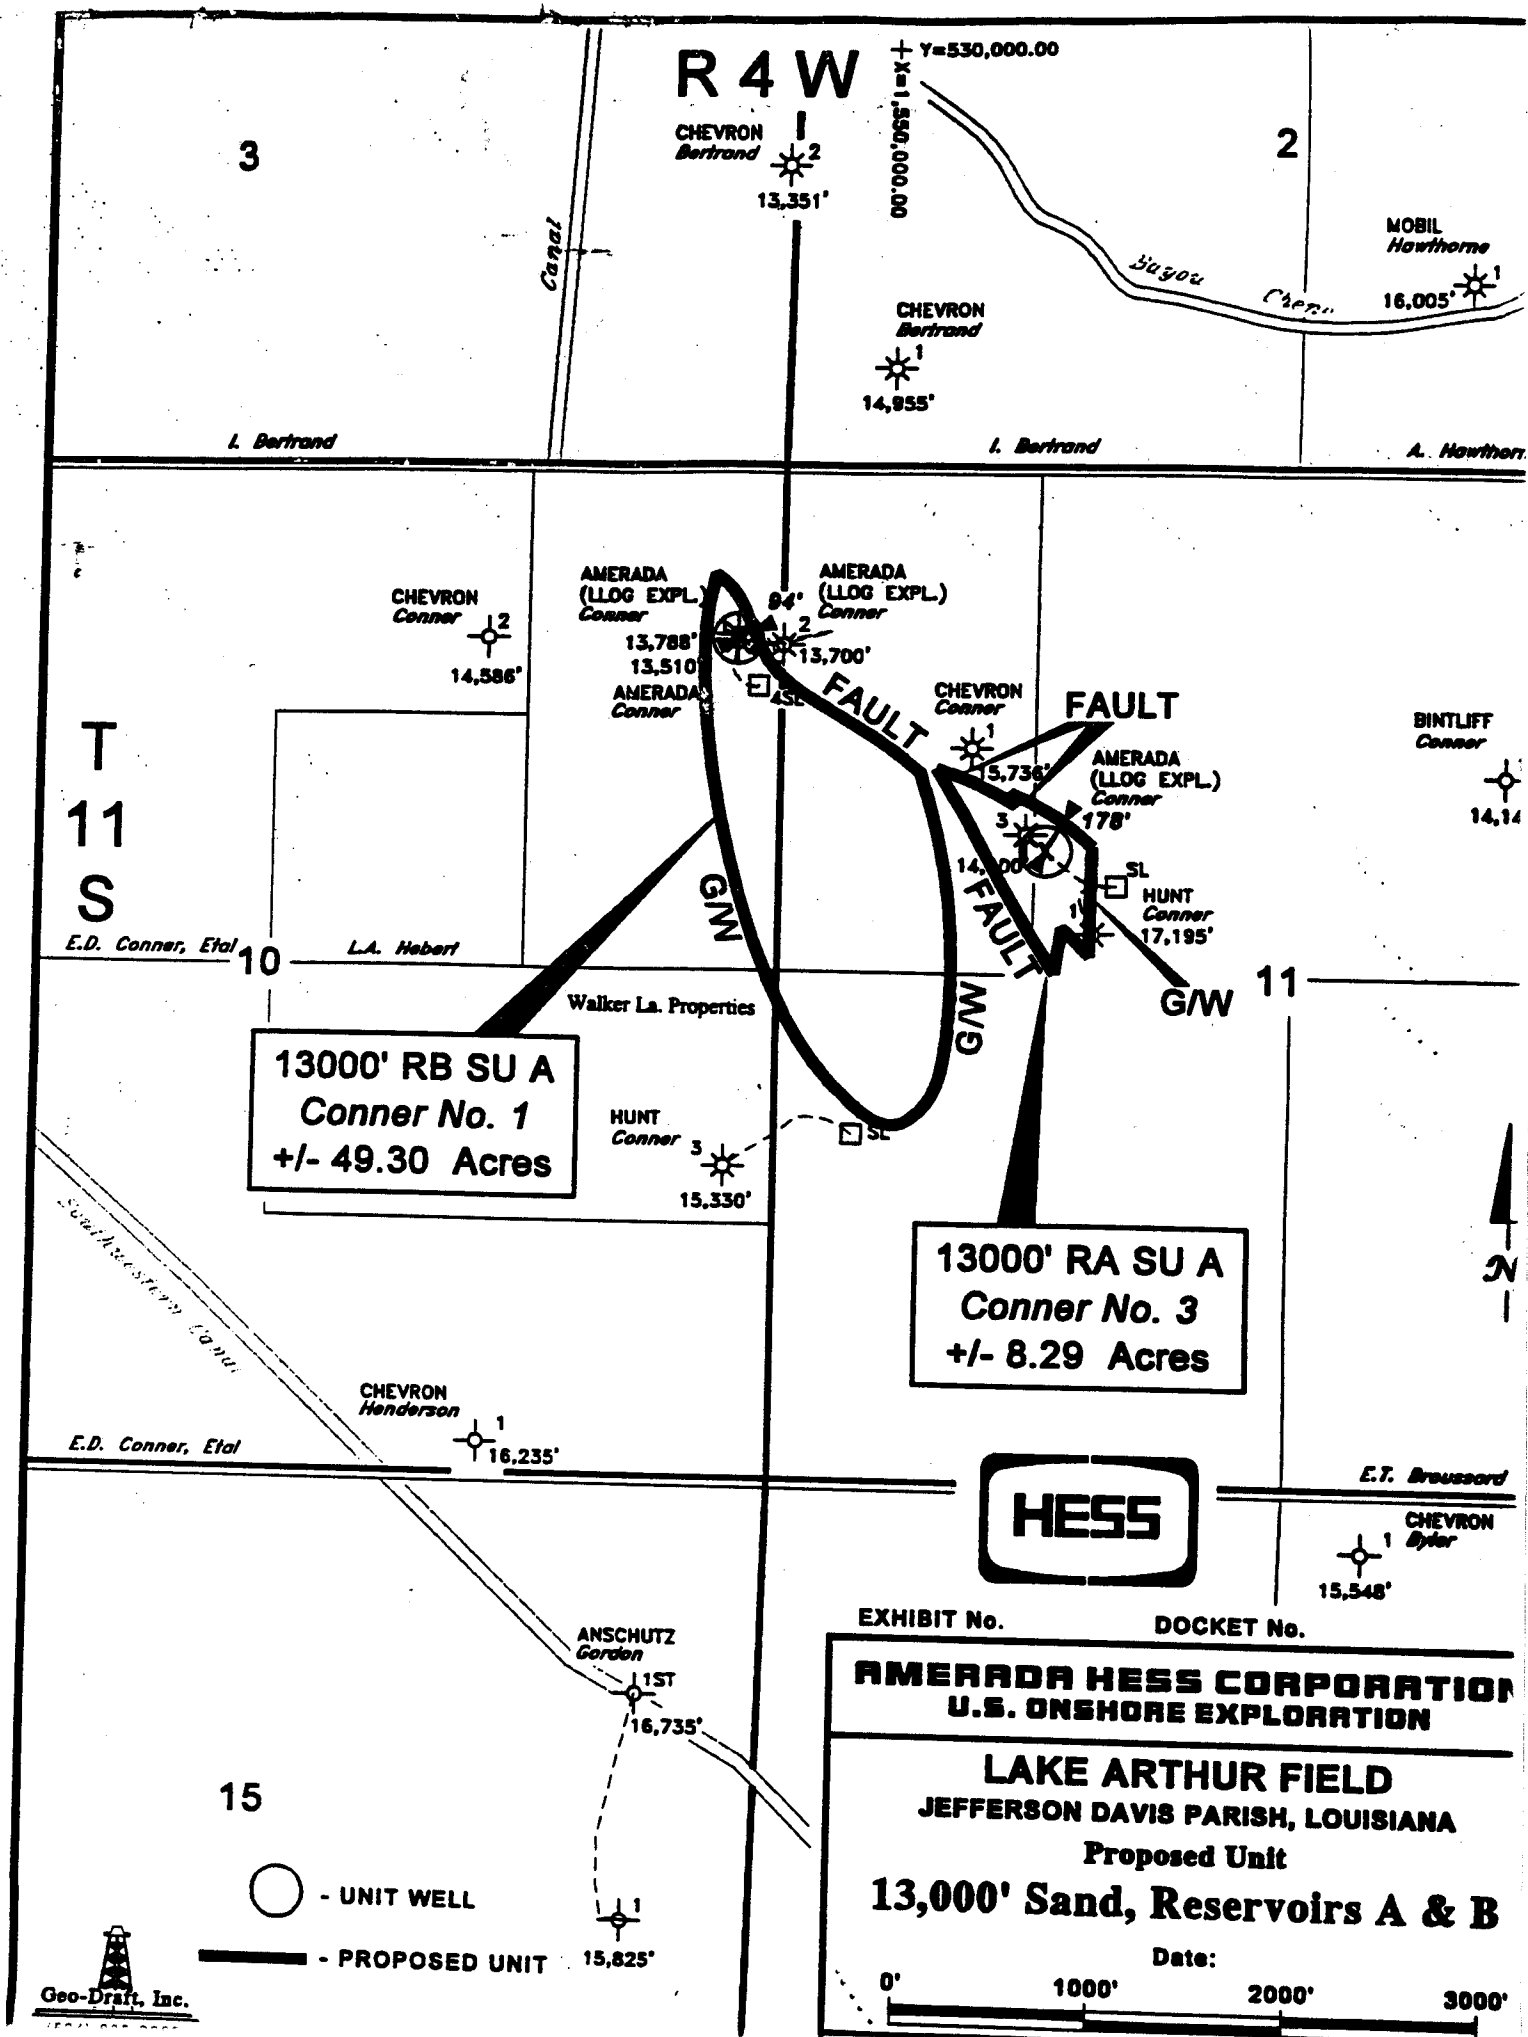 R 4 W
Y=530,000.00
X=1,550,000.00
3
2
CHEVRON
Bertrand
2
13,351'
Canal
Bayou
MOBIL
Hawthorne
1
16,005'
CHEVRON
Bertrand
1
14,955'
I. Bertrand
I. Bertrand
CHEVRON
Conner
2
14,586'
AMERADA
(LLOG EXPL.)
Conner
13,788'
13,510'
AMERADA
Conner
94'
AMERADA
(LLOG EXPL.)
Conner
2
13,700'
4SL
FAULT
CHEVRON
Conner
1
FAULT
AMERADA
(LLOG EXPL.)
Conner
3
178'
BINTLIFF
Conner
T
11
S
G/W
FAULT
SL
HUNT
Conner
1
17,195'
E.D. Conner, Etal
10
L.A. Hebert
G/W
G/W
11
Walker La. Properties
13000' RB SU A
Conner No. 1
+/- 49.30 Acres
HUNT
Conner
3
15,330'
SL
13000' RA SU A
Conner No. 3
+/- 8.29 Acres
N
Southwestern Canal
CHEVRON
Henderson
1
16,235'
E.D. Conner, Etal
HESS
E.T. Broussard
CHEVRON
Byler
1
15,548'
ANSCHUTZ
Gordon
1ST
16,735'
EXHIBIT No.
DOCKET No.
AMERADA HESS CORPORATION
U.S. ONSHORE EXPLORATION
LAKE ARTHUR FIELD
JEFFERSON DAVIS PARISH, LOUISIANA
Proposed Unit
13,000' Sand, Reservoirs A & B
Date:
0' 1000' 2000' 3000'
15
- UNIT WELL
- PROPOSED UNIT
1
15,825'
Geo-Draft, Inc.